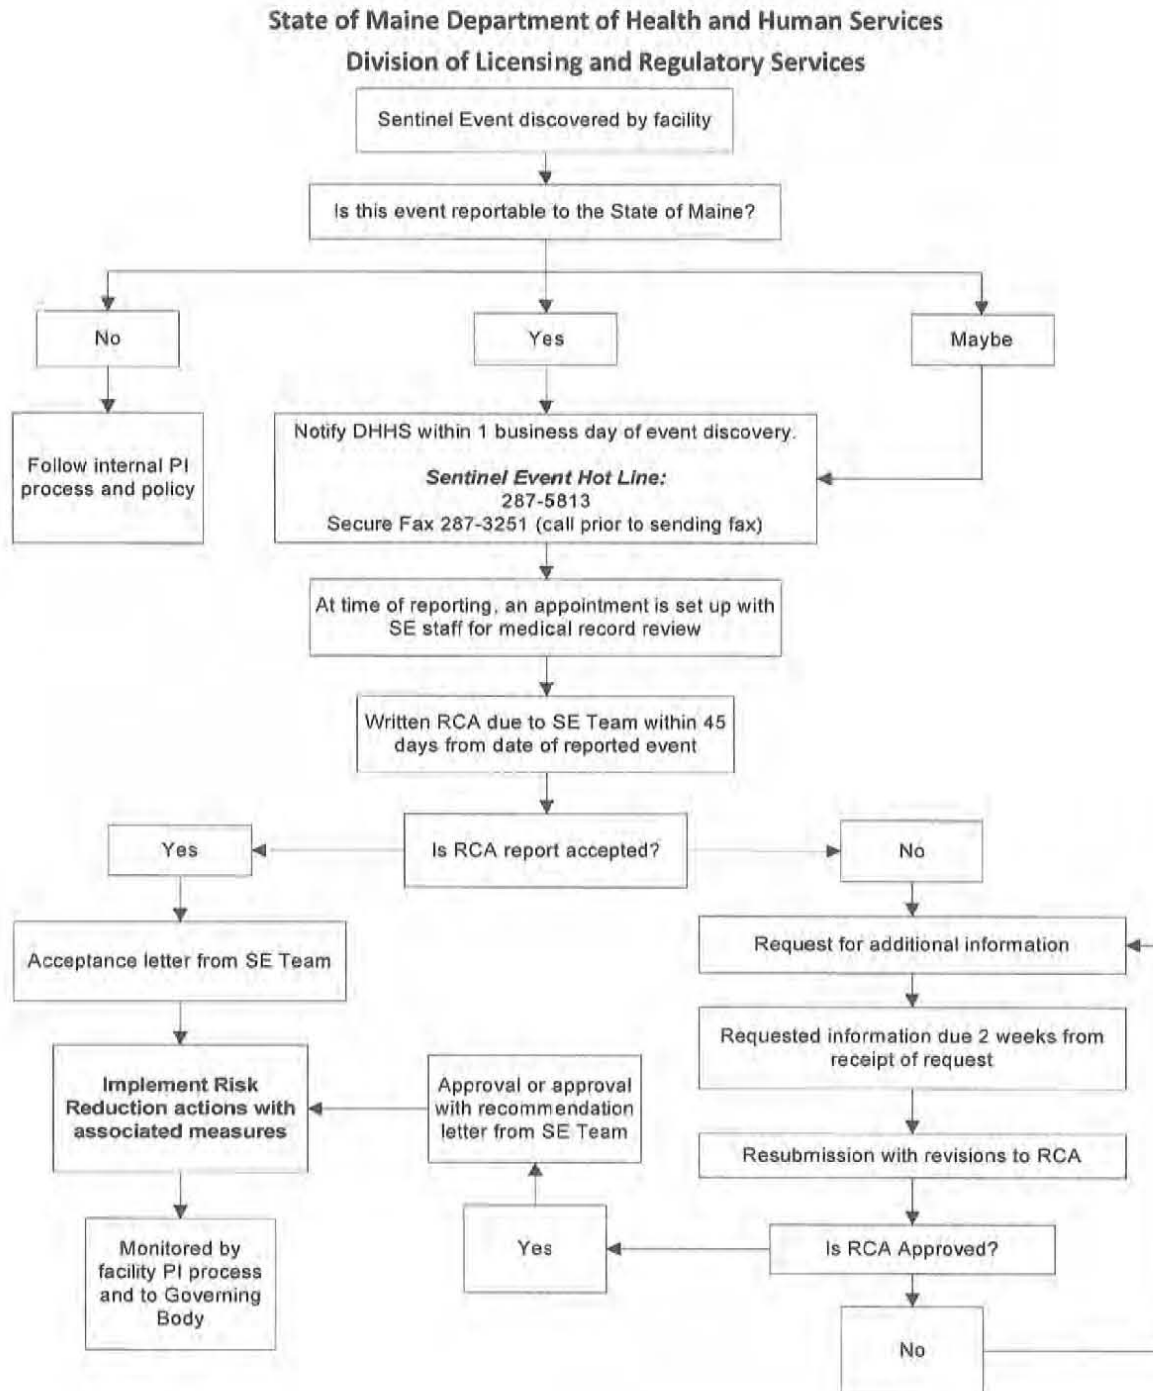 State of Maine Department of Health and Human Services
Division of Licensing and Regulatory Services
Sentinel Event discovered by facility
Is this event reportable to the State of Maine?
No
Yes
Maybe
Follow internal PI
process and policy
Notify DHHS within 1 business day of event discovery.
Sentinel Event Hot Line:
287-5813
Secure Fax 287-3251 (call prior to sending fax)
At time of reporting, an appointment is set up with
SE staff for medical record review
Written RCA due to SE Team within 45
days from date of reported event
Yes
Is RCA report accepted?
No
Acceptance letter from SE Team
Request for additional information
Requested information due 2 weeks from
receipt of request
Implement Risk
Reduction actions with
associated measures
Approval or approval
with recommendation
letter from SE Team
Resubmission with revisions to RCA
Monitored by
facility PI process
and to Governing
Body
Yes
Is RCA Approved?
No